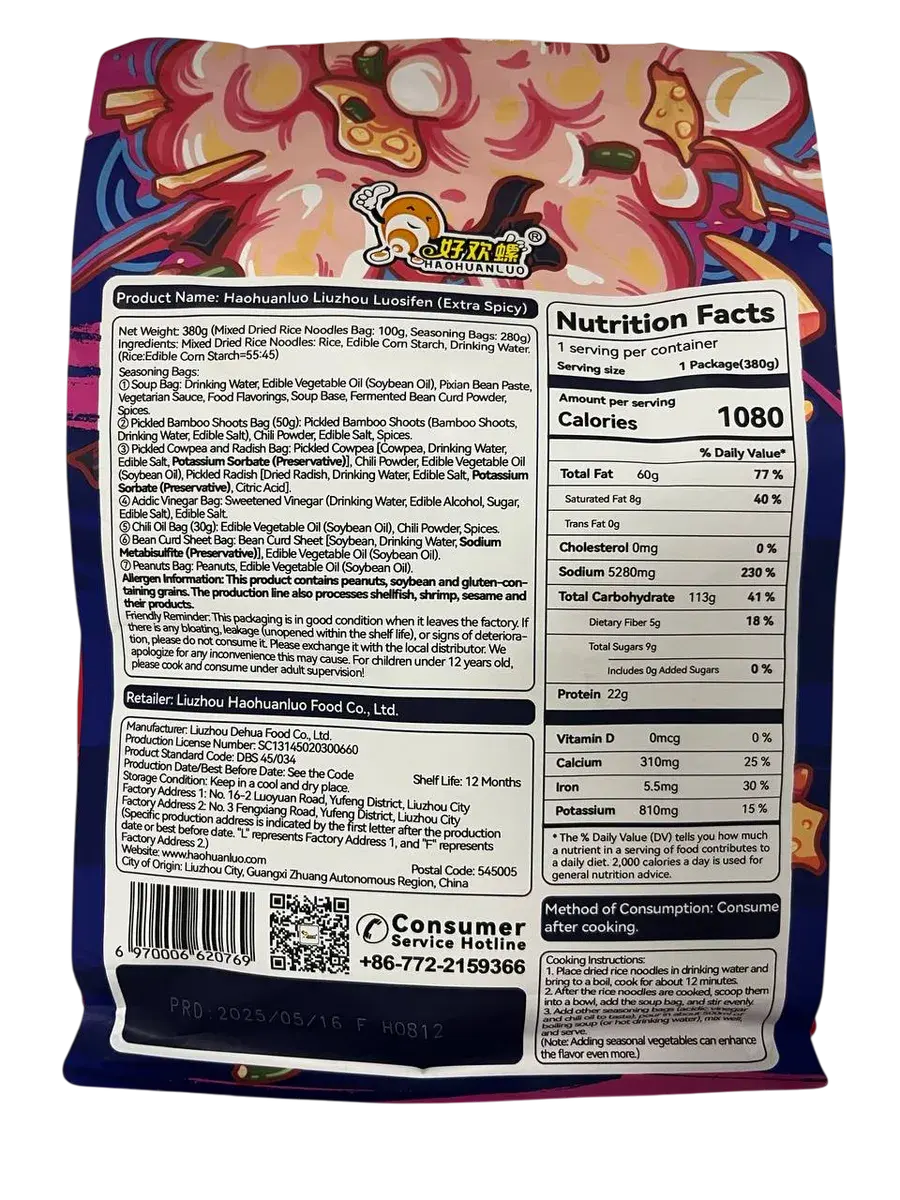 好欢螺®
HAOHUANLUO
Product Name: Haohuanluo Liuzhou Luosifen (Extra Spicy)
Net Weight: 380g (Mixed Dried Rice Noodles Bag: 100g, Seasoning Bags: 280g)
Ingredients: Mixed Dried Rice Noodles: Rice, Edible Corn Starch, Drinking Water.
(Rice:Edible Corn Starch=55:45)
Seasoning Bags:
①Soup Bag: Drinking Water, Edible Vegetable Oil (Soybean Oil), Pixian Bean Paste,
Vegetarian Sauce, Food Flavorings, Soup Base, Fermented Bean Curd Powder,
Spices.
② Pickled Bamboo Shoots Bag (50g): Pickled Bamboo Shoots (Bamboo Shoots,
Drinking Water, Edible Salt), Chili Powder, Edible Salt, Spices.
③ Pickled Cowpea and Radish Bag: Pickled Cowpea [Cowpea, Drinking Water,
Edible Salt, Potassium Sorbate (Preservative)], Chili Powder, Edible Vegetable Oil
(Soybean Oil), Pickled Radish [Dried Radish, Drinking Water, Edible Salt, Potassium
Sorbate (Preservative), Citric Acid].
④ Acidic Vinegar Bag: Sweetened Vinegar (Drinking Water, Edible Alcohol, Sugar,
Edible Salt), Edible Salt.
⑤ Chili Oil Bag (30g): Edible Vegetable Oil (Soybean Oil), Chili Powder, Spices.
⑥ Bean Curd Sheet Bag: Bean Curd Sheet [Soybean, Drinking Water, Sodium
Metabisulfite (Preservative)], Edible Vegetable Oil (Soybean Oil).
⑦ Peanuts Bag: Peanuts, Edible Vegetable Oil (Soybean Oil).
Allergen Information: This product contains peanuts, soybean and gluten-con-
taining grains. The production line also processes shellfish, shrimp, sesame and
their products.
Friendly Reminder: This packaging is in good condition when it leaves the factory. If
there is any bloating, leakage (unopened within the shelf life), or signs of deteriora-
tion, please do not consume it. Please exchange it with the local distributor. We
apologize for any inconvenience this may cause. For children under 12 years old,
please cook and consume under adult supervision!
Retailer: Liuzhou Haohuanluo Food Co., Ltd.
Manufacturer: Liuzhou Dehua Food Co., Ltd.
Production License Number: SC13145020300660
Product Standard Code: DBS 45/034
Production Date/Best Before Date: See the Code
Storage Condition: Keep in a cool and dry place. Shelf Life: 12 Months
Factory Address 1: No. 16-2 Luoyuan Road, Yufeng District, Liuzhou City
Factory Address 2: No. 3 Fengxiang Road, Yufeng District, Liuzhou City
(Specific production address is indicated by the first letter after the production
date or best before date. "L" represents Factory Address 1, and "F" represents
Factory Address 2.)
Website: www.haohuanluo.com Postal Code: 545005
City of Origin: Liuzhou City, Guangxi Zhuang Autonomous Region, China
6 970006 620769
Consumer
Service Hotline
+86-772-2159366
PRD:2025/05/16 F H0812
Nutrition Facts
1 serving per container
Serving size 1 Package(380g)
Amount per serving
Calories 1080
% Daily Value*
Total Fat 60g 77 %
Saturated Fat 8g 40 %
Trans Fat 0g
Cholesterol 0mg 0 %
Sodium 5280mg 230 %
Total Carbohydrate 113g 41 %
Dietary Fiber 5g 18 %
Total Sugars 9g
Includes 0g Added Sugars 0 %
Protein 22g
Vitamin D 0mcg 0 %
Calcium 310mg 25 %
Iron 5.5mg 30 %
Potassium 810mg 15 %
* The % Daily Value (DV) tells you how much
a nutrient in a serving of food contributes to
a daily diet. 2,000 calories a day is used for
general nutrition advice.
Method of Consumption: Consume
after cooking.
Cooking Instructions:
1. Place dried rice noodles in drinking water and
bring to a boil, cook for about 12 minutes.
2. After the rice noodles are cooked, scoop them
into a bowl, add the soup bag, and stir evenly.
3. Add other seasoning bags (acidic vinegar
and chili oil to taste), pour in about 500ml of
boiling soup (or hot drinking water), mix well,
and serve.
(Note: Adding seasonal vegetables can enhance
the flavor even more.)